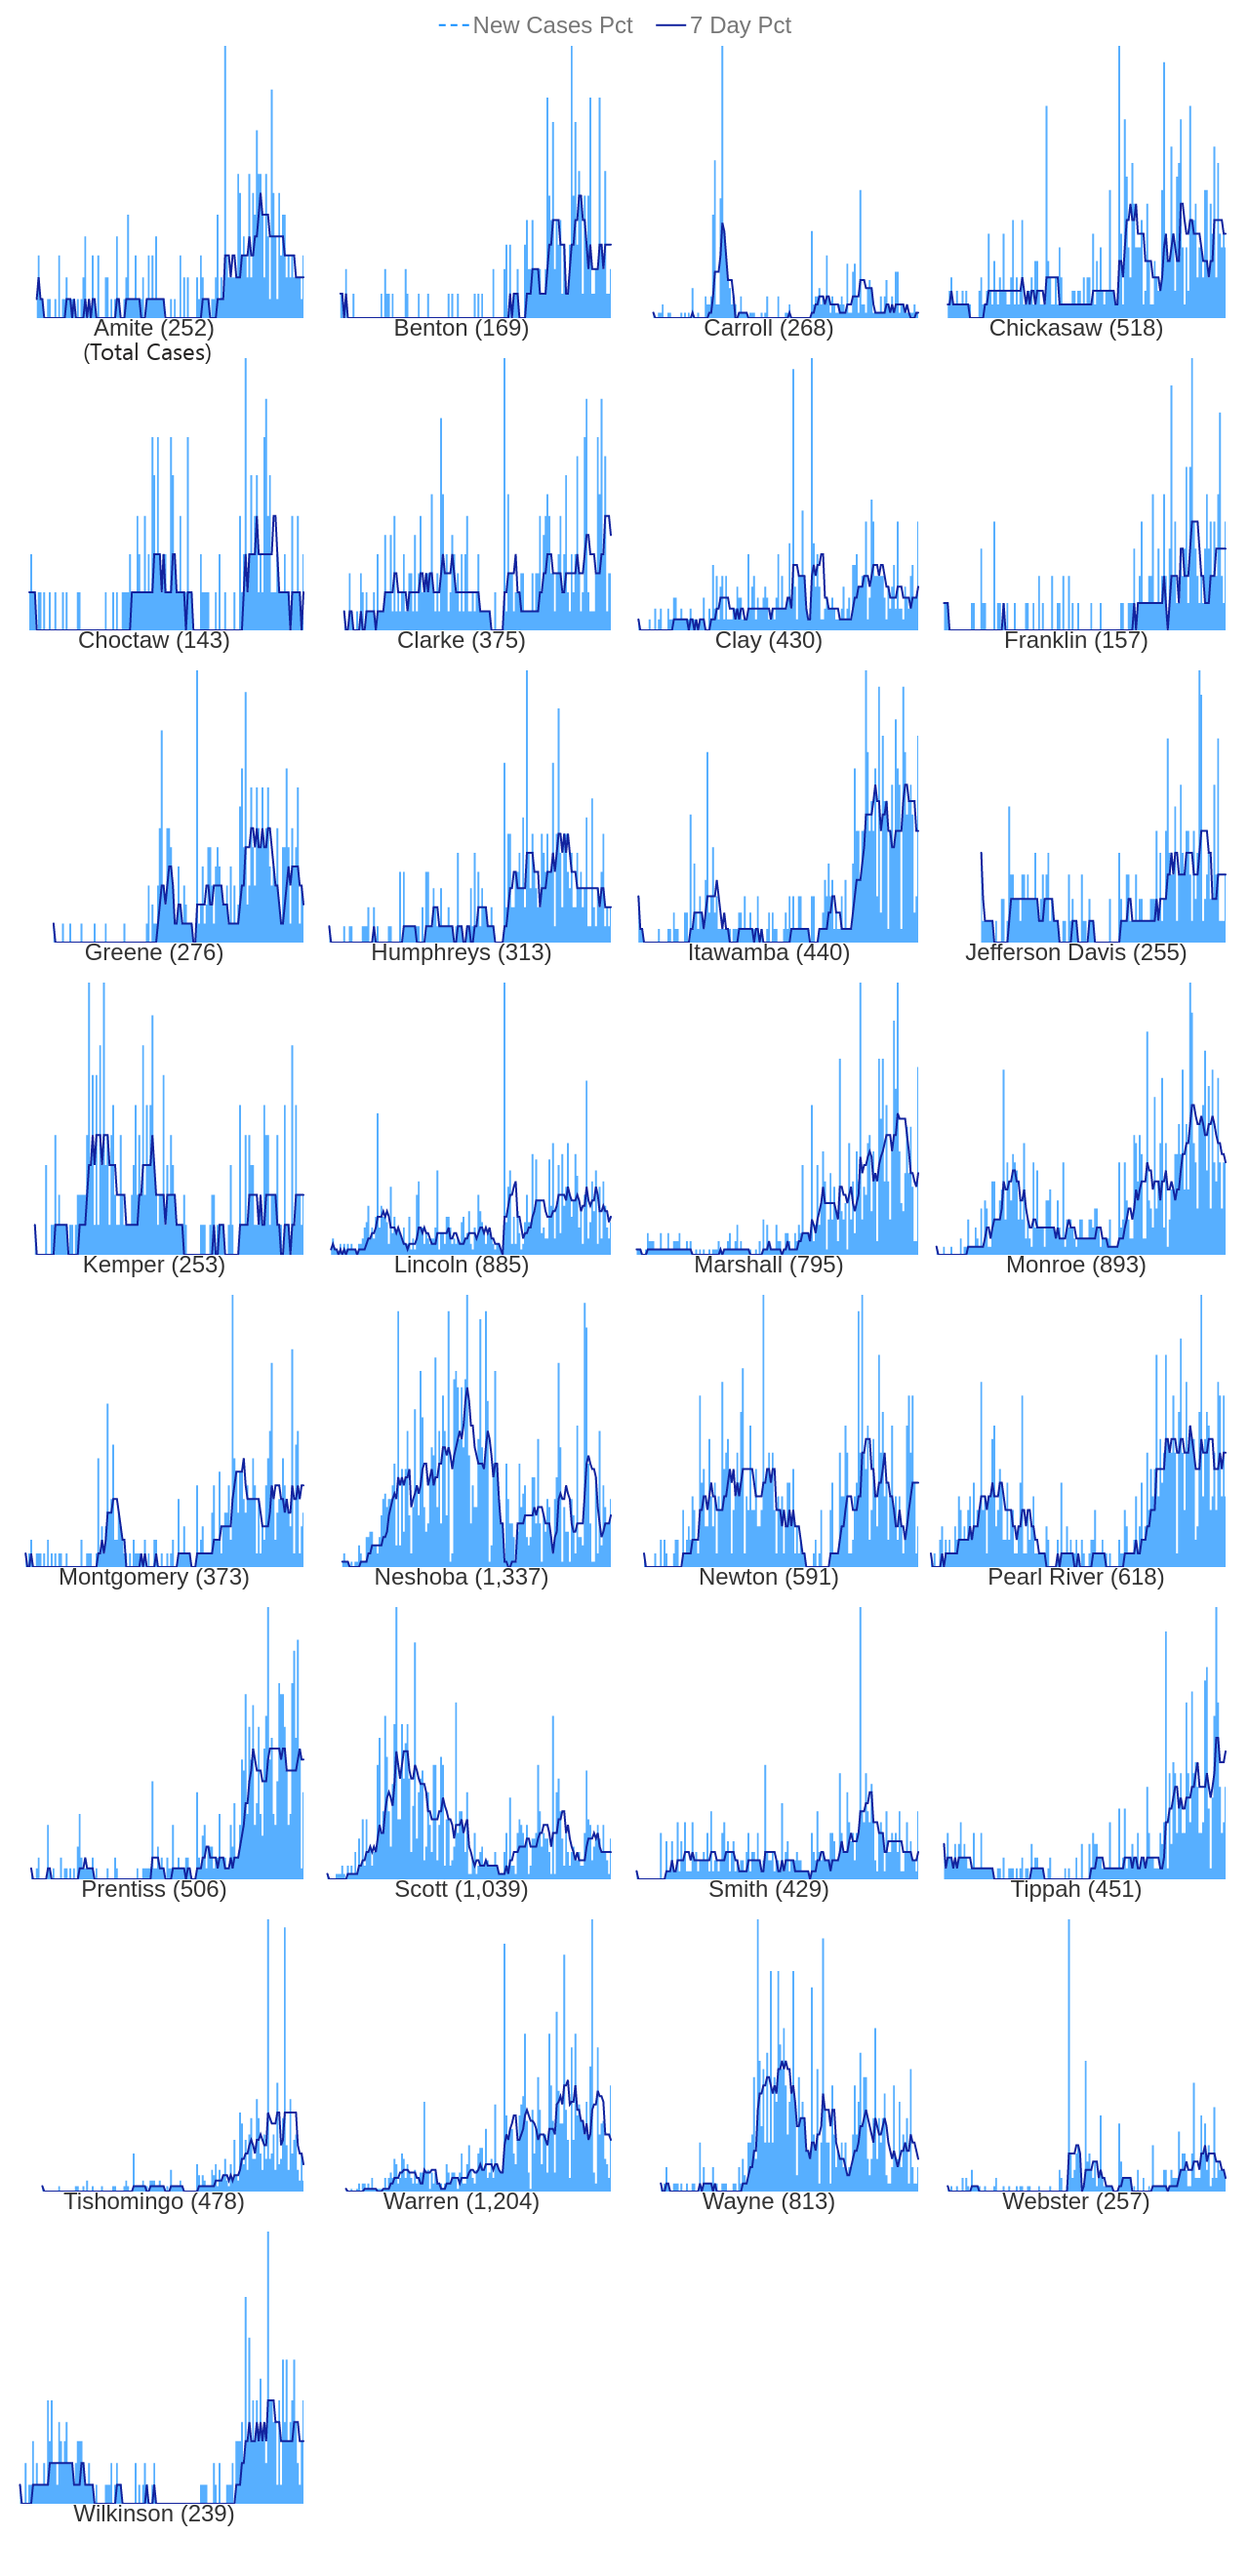 New Cases Pct 7 Day Pct
Amite (252) Benton (169) Carroll (268) Chickasaw (518)
(Total Cases)
Choctaw (143) Clarke (375) Clay (430) Franklin (157)
Greene (276) Humphreys (313) Itawamba (440) Jefferson Davis (255)
Kemper (253) Lincoln (885) Marshall (795) Monroe (893)
Montgomery (373) Neshoba (1,337) Newton (591) Pearl River (618)
Prentiss (506) Scott (1,039) Smith (429) Tippah (451)
Tishomingo (478) Warren (1,204) Wayne (813) Webster (257)
Wilkinson (239)